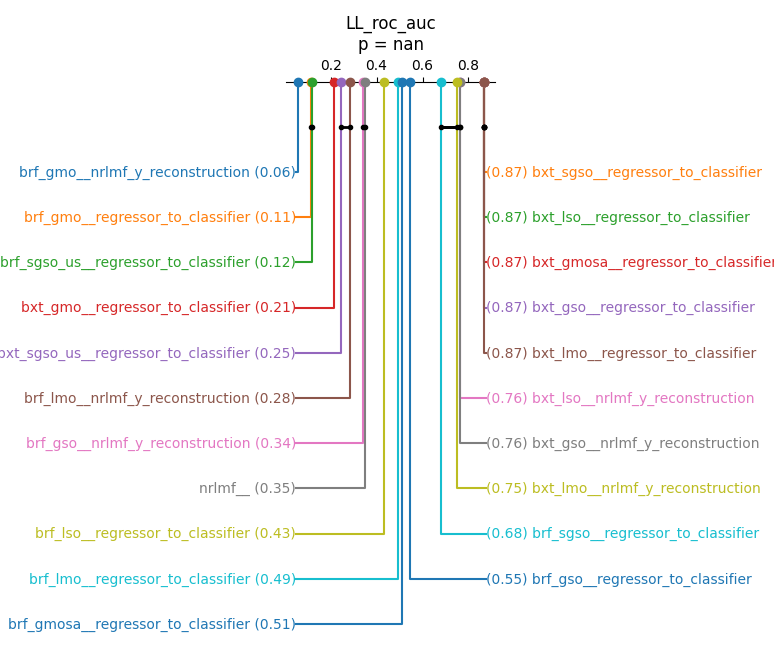 LL_roc_auc
p = nan
0.2 0.4 0.6 0.8
brf_gmo__nrlmf_y_reconstruction (0.06)
(0.87) bxt_sgso__regressor_to_classifier
brf_gmo__regressor_to_classifier (0.11)
(0.87) bxt_lso__regressor_to_classifier
brf_sgso_us__regressor_to_classifier (0.12)
(0.87) bxt_gmosa__regressor_to_classifier
bxt_gmo__regressor_to_classifier (0.21)
(0.87) bxt_gso__regressor_to_classifier
bxt_sgso_us__regressor_to_classifier (0.25)
(0.87) bxt_lmo__regressor_to_classifier
brf_lmo__nrlmf_y_reconstruction (0.28)
(0.76) bxt_lso__nrlmf_y_reconstruction
brf_gso__nrlmf_y_reconstruction (0.34)
(0.76) bxt_gso__nrlmf_y_reconstruction
nrlmf__ (0.35)
(0.75) bxt_lmo__nrlmf_y_reconstruction
brf_lso__regressor_to_classifier (0.43)
(0.68) brf_sgso__regressor_to_classifier
brf_lmo__regressor_to_classifier (0.49)
(0.55) brf_gso__regressor_to_classifier
brf_gmosa__regressor_to_classifier (0.51)